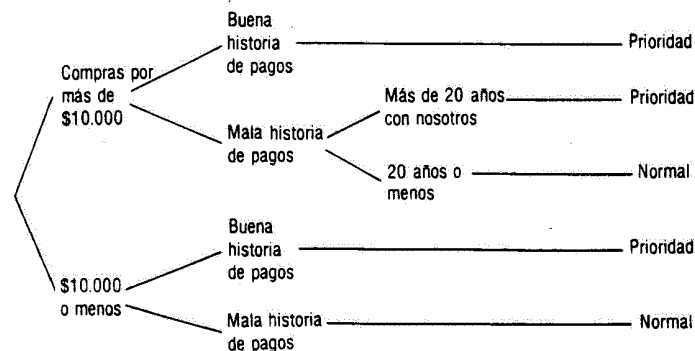 Buena
historia
de pagos
Prioridad
Compras por
más de
$10.000
Mala historia
de pagos
Más de 20 años
con nosotros
Prioridad
20 años o
menos
Normal
$10.000
o menos
Buena
historia
de pagos
Prioridad
Mala historia
de pagos
Normal